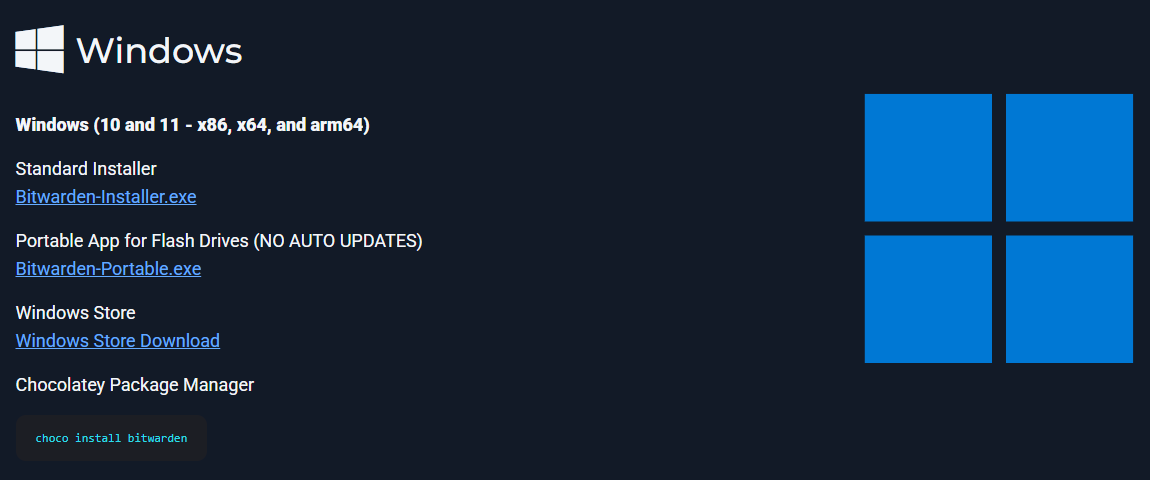 Windows
Windows (10 and 11 - x86, x64, and arm64)
Standard Installer
Bitwarden-Installer.exe
Portable App for Flash Drives (NO AUTO UPDATES)
Bitwarden-Portable.exe
Windows Store
Windows Store Download
Chocolatey Package Manager
choco install bitwarden